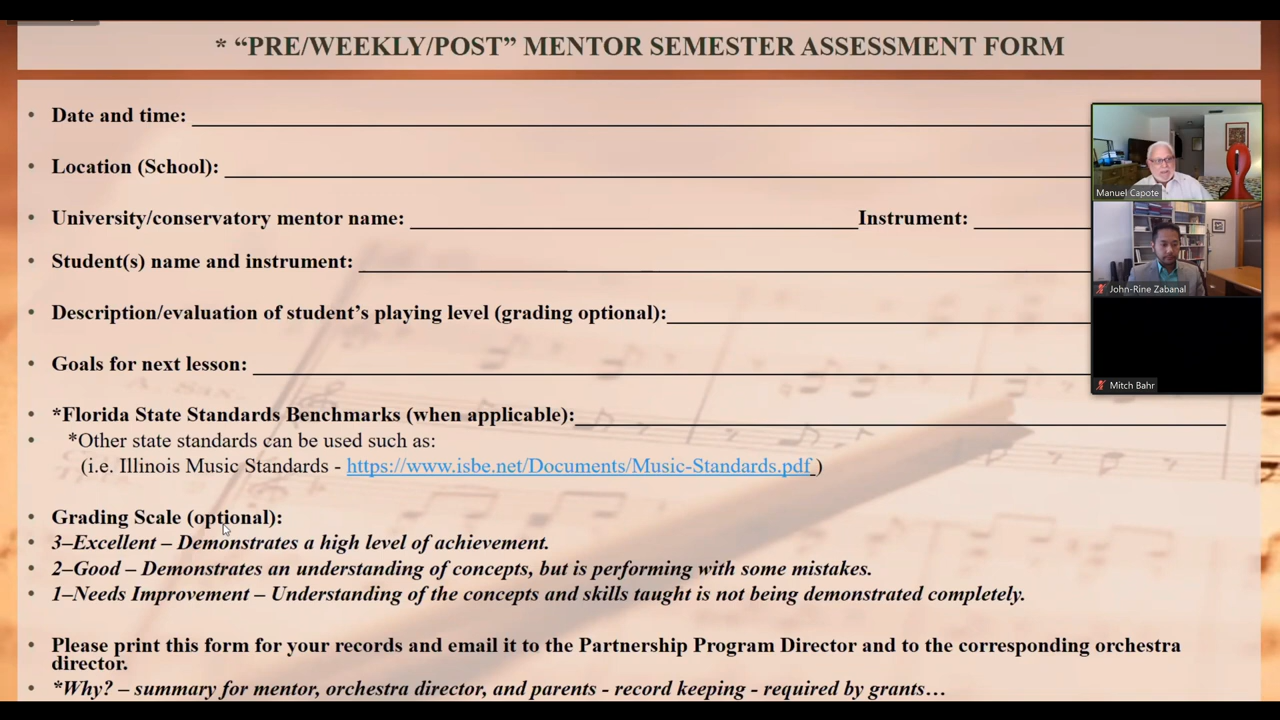 * “PRE/WEEKLY/POST” MENTOR SEMESTER ASSESSMENT FORM
• Date and time:
• Location (School):
• University/conservatory mentor name: Instrument:
• Student(s) name and instrument:
• Description/evaluation of student’s playing level (grading optional):
• Goals for next lesson:
• *Florida State Standards Benchmarks (when applicable):
• *Other state standards can be used such as:
(i.e. Illinois Music Standards - https://www.isbe.net/Documents/Music-Standards.pdf )
• Grading Scale (optional):
• 3–Excellent – Demonstrates a high level of achievement.
• 2–Good – Demonstrates an understanding of concepts, but is performing with some mistakes.
• 1–Needs Improvement – Understanding of the concepts and skills taught is not being demonstrated completely.
• Please print this form for your records and email it to the Partnership Program Director and to the corresponding orchestra
director.
• *Why? – summary for mentor, orchestra director, and parents - record keeping - required by grants…
Manuel Capote
John-Rine Zabanal
Mitch Bahr